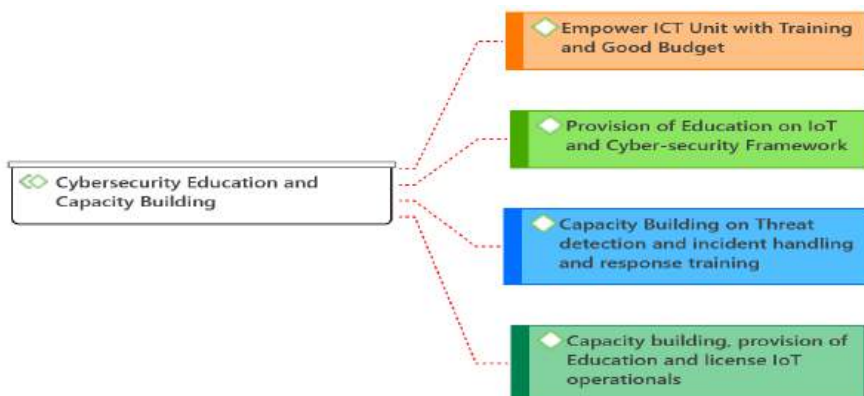 Empower ICT Unit with Training
and Good Budget
Provision of Education on IoT
and Cyber-security Framework
Cybersecurity Education and
Capacity Building
Capacity Building on Threat
detection and incident handling
and response training
Capacity building, provision of
Education and license IoT
operationals